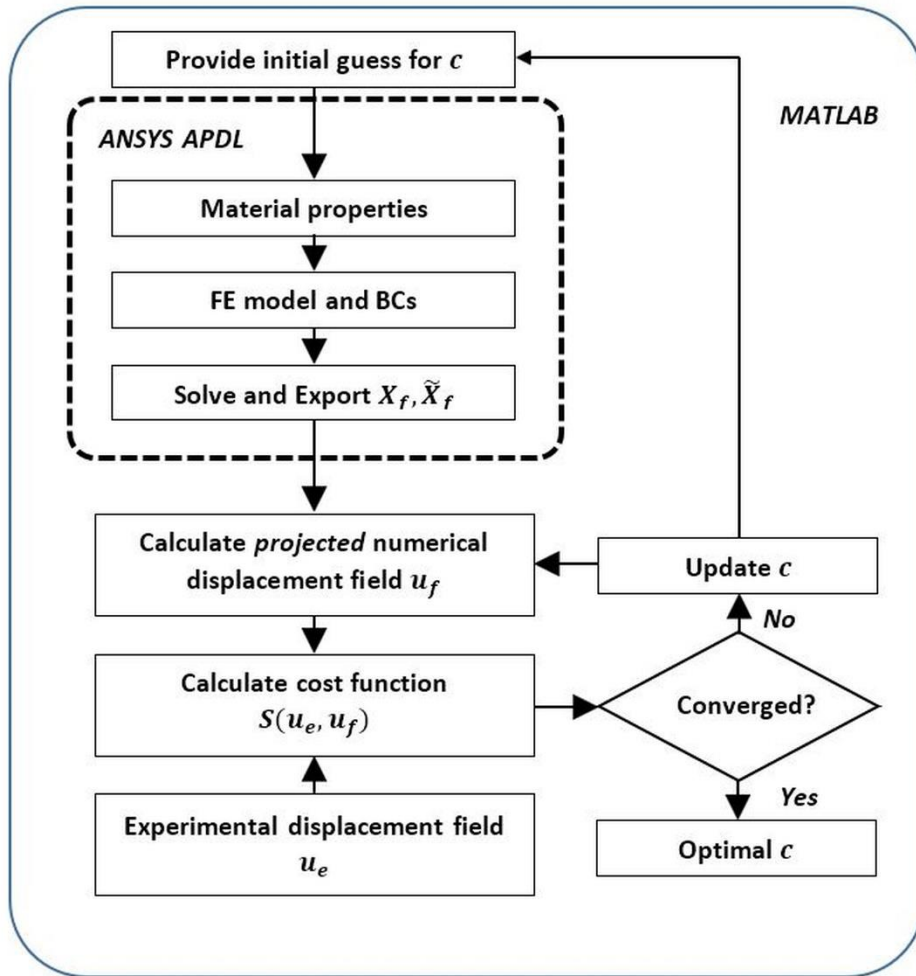 Provide initial guess for c
MATLAB
ANSYS APDL
Material properties
FE model and BCs
Solve and Export X_f, X̃_f
Calculate projected numerical
displacement field u_f
Update c
No
Calculate cost function
S(u_e, u_f)
Converged?
Yes
Experimental displacement field
u_e
Optimal c